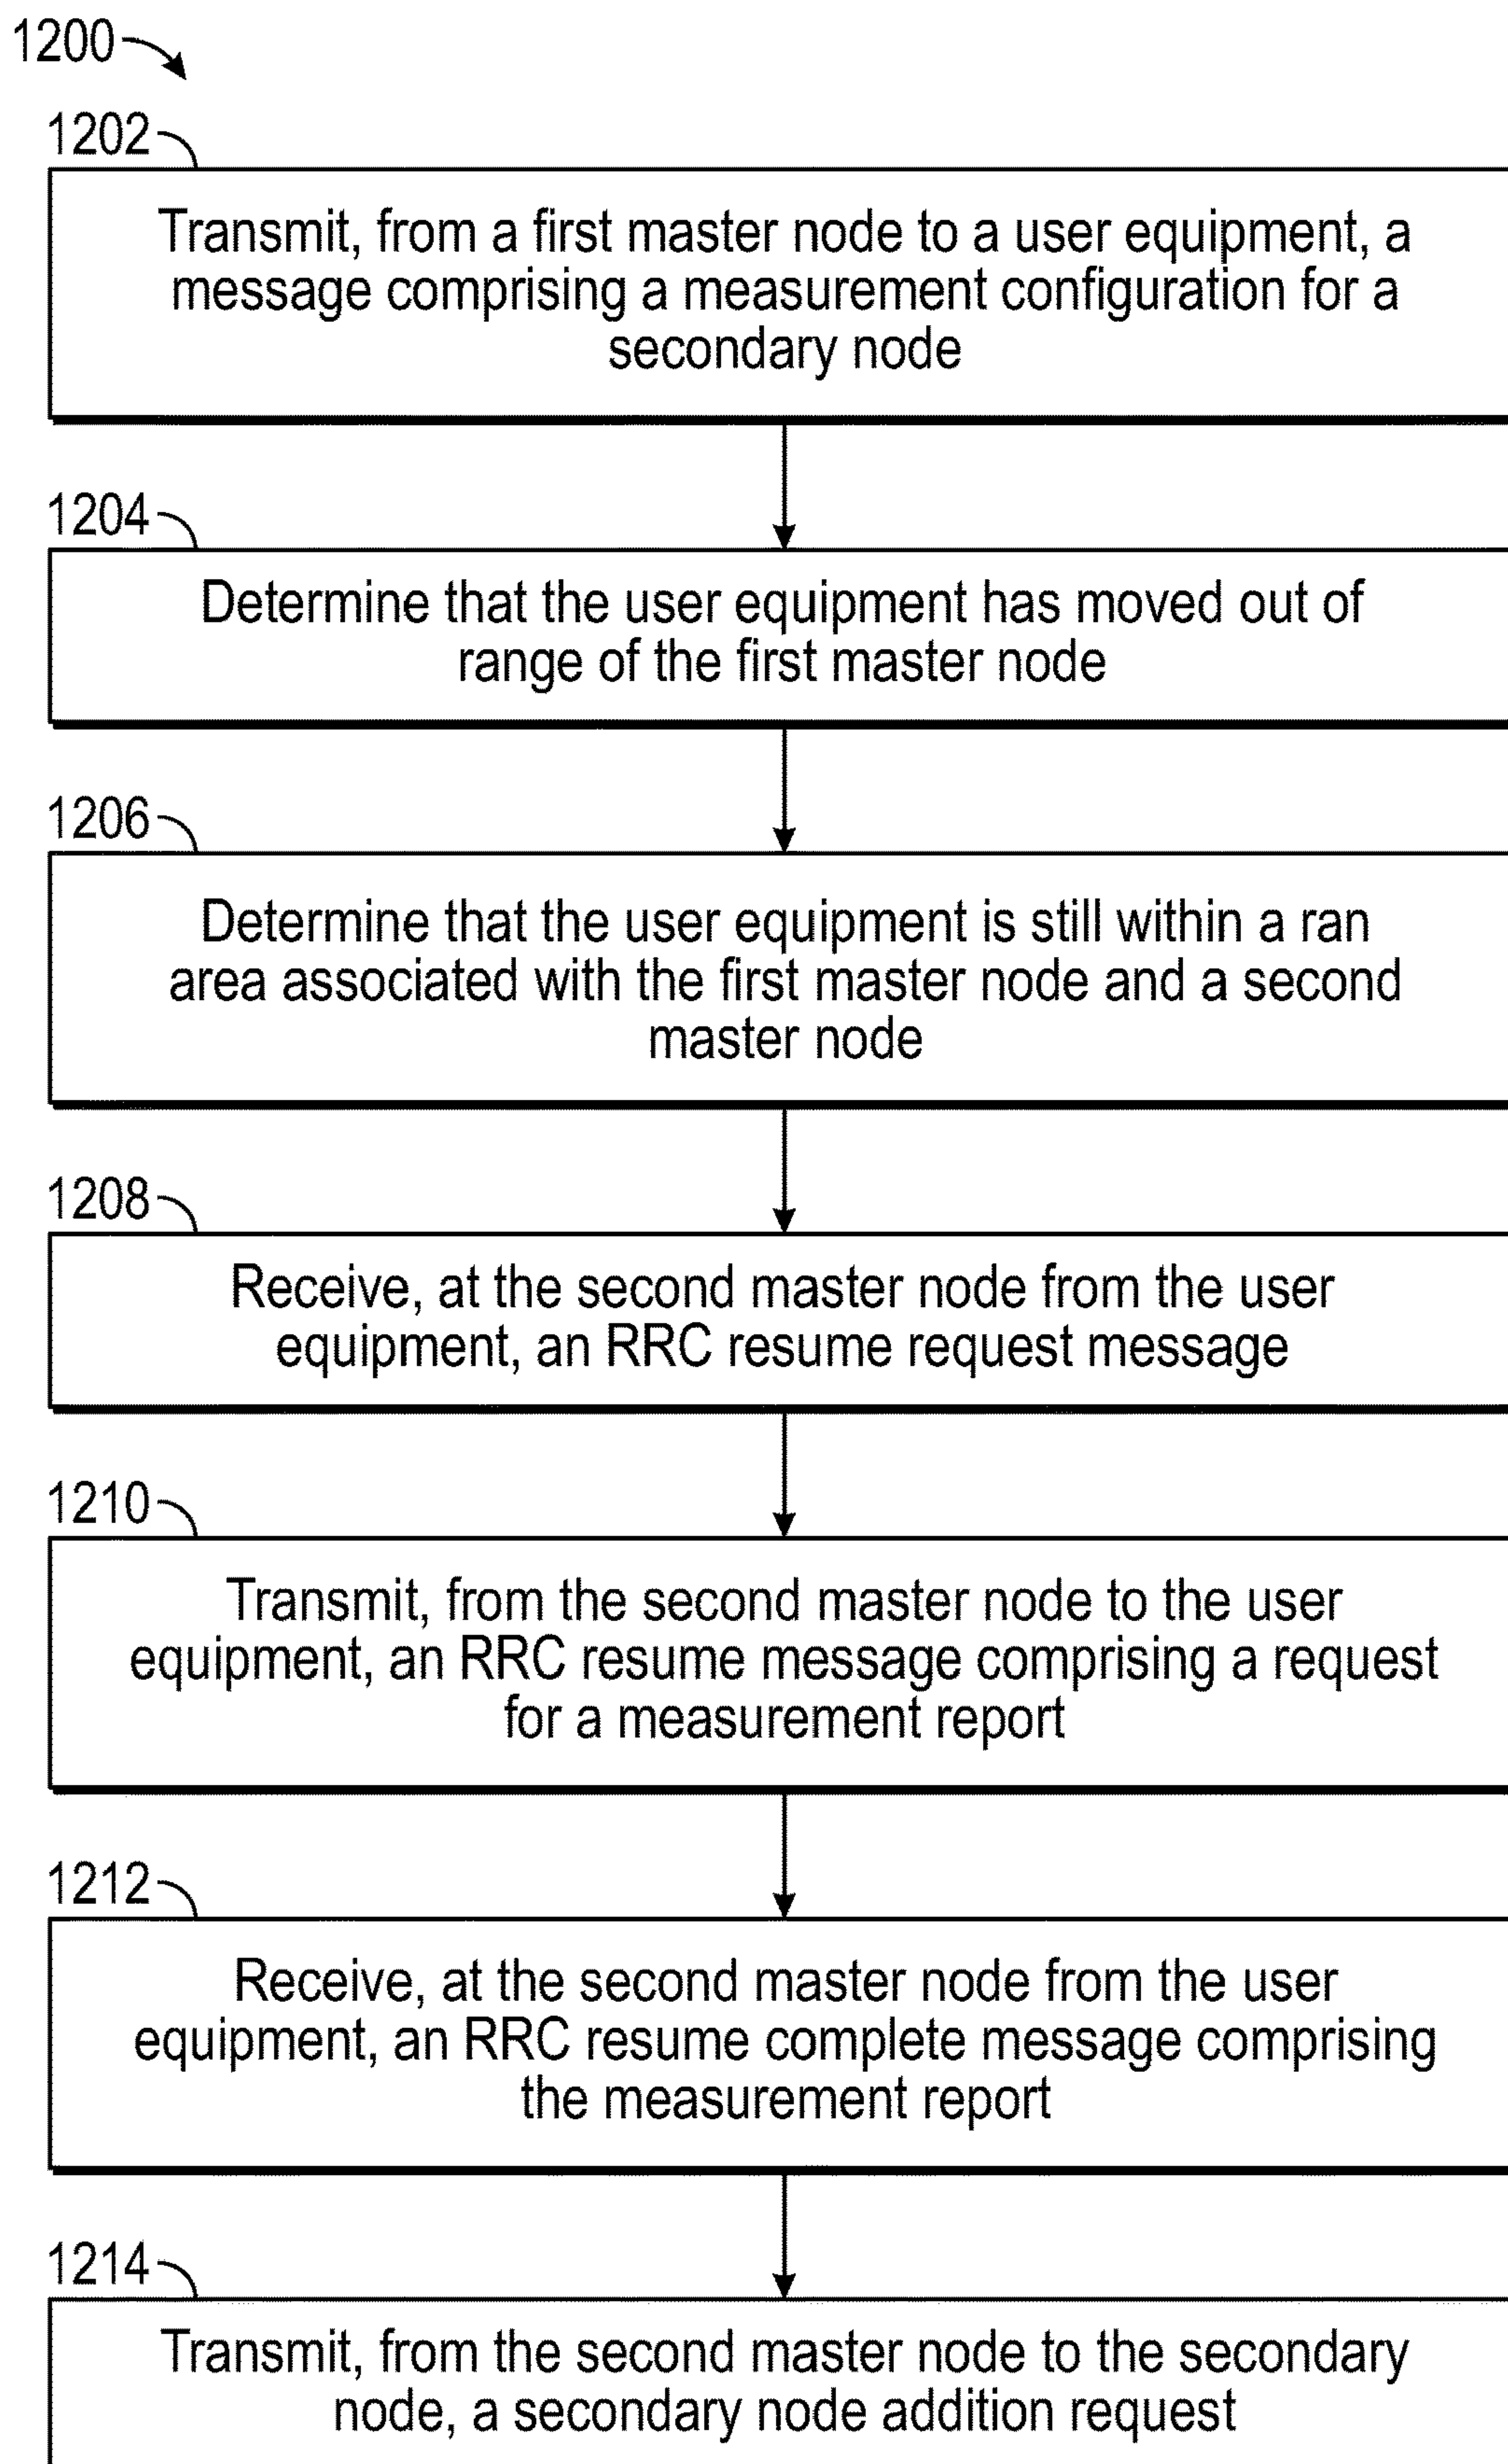 1200
1202
Transmit, from a first master node to a user equipment, a
message comprising a measurement configuration for a
secondary node
1204
Determine that the user equipment has moved out of
range of the first master node
1206
Determine that the user equipment is still within a ran
area associated with the first master node and a second
master node
1208
Receive, at the second master node from the user
equipment, an RRC resume request message
1210
Transmit, from the second master node to the user
equipment, an RRC resume message comprising a request
for a measurement report
1212
Receive, at the second master node from the user
equipment, an RRC resume complete message comprising
the measurement report
1214
Transmit, from the second master node to the secondary
node, a secondary node addition request